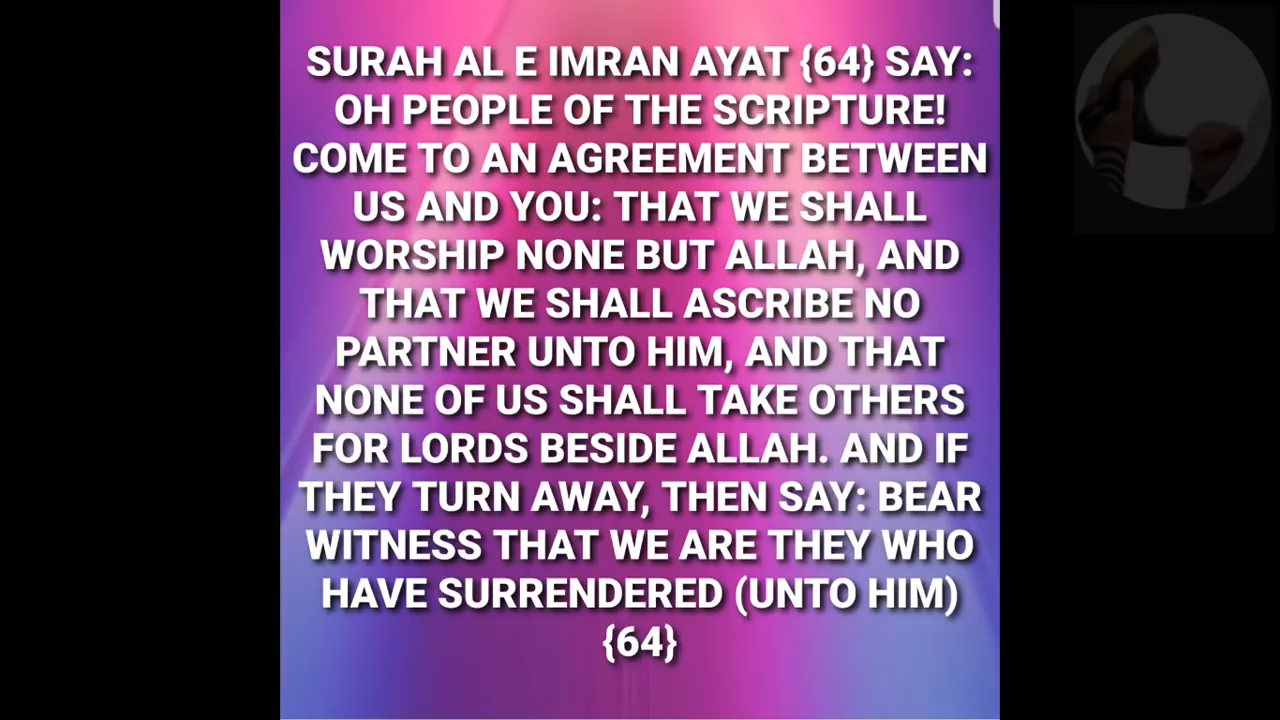 SURAH AL E IMRAN AYAT {64} SAY:
OH PEOPLE OF THE SCRIPTURE!
COME TO AN AGREEMENT BETWEEN
US AND YOU: THAT WE SHALL
WORSHIP NONE BUT ALLAH, AND
THAT WE SHALL ASCRIBE NO
PARTNER UNTO HIM, AND THAT
NONE OF US SHALL TAKE OTHERS
FOR LORDS BESIDE ALLAH. AND IF
THEY TURN AWAY, THEN SAY: BEAR
WITNESS THAT WE ARE THEY WHO
HAVE SURRENDERED (UNTO HIM)
{64}